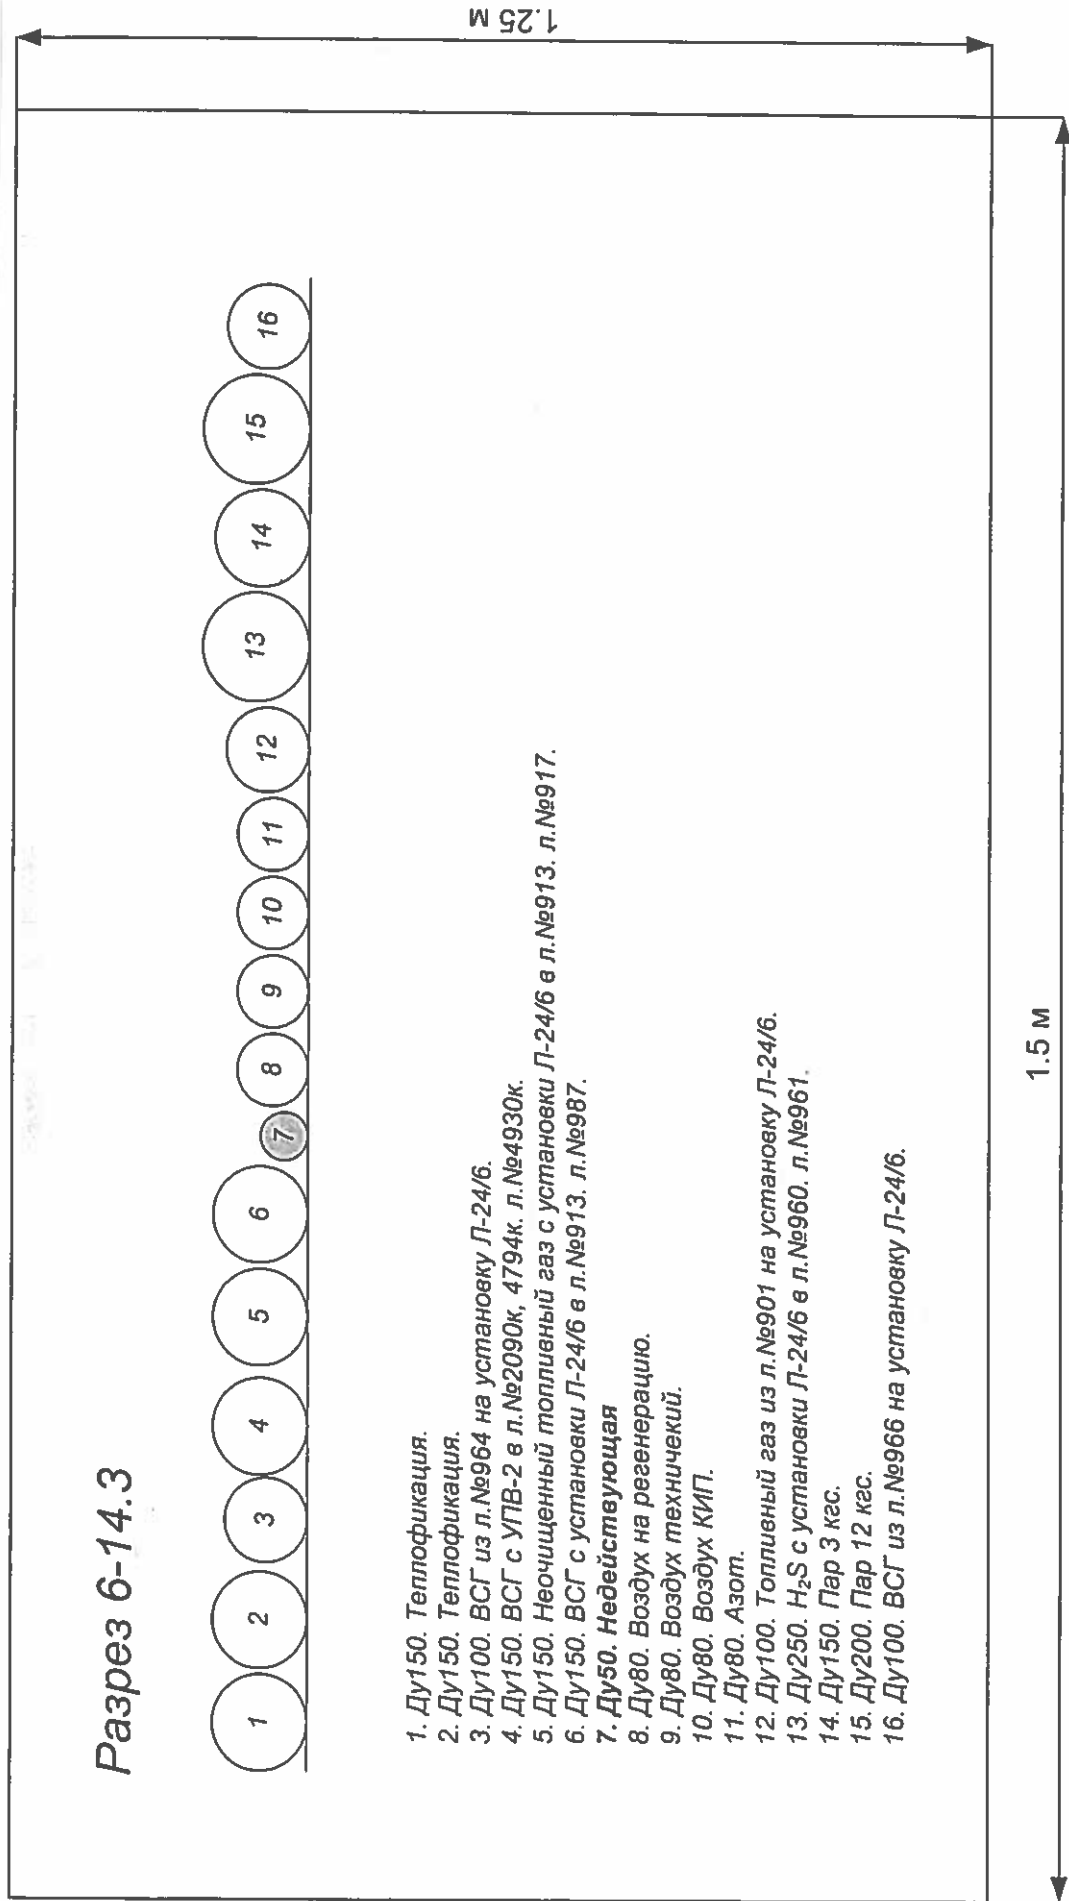 Разрез 6-14.3
1
2
3
4
5
6
7
8
9
10
11
12
13
14
15
16
1. Ду150. Теплофикация.
2. Ду150. Теплофикация.
3. Ду100. ВСГ из л.№964 на установку Л-24/6.
4. Ду150. ВСГ с УПВ-2 в л.№2090к, 4794к. л.№4930к.
5. Ду150. Неочищенный топливный газ с установки Л-24/6 в л.№913. л.№917.
6. Ду150. ВСГ с установки Л-24/6 в л.№913. л.№987.
7. Ду50. Недействующая
8. Ду80. Воздух на регенерацию.
9. Ду80. Воздух техничекий.
10. Ду80. Воздух КИП.
11. Ду80. Азот.
12. Ду100. Топливный газ из л.№901 на установку Л-24/6.
13. Ду250. H₂S с установки Л-24/6 в л.№960. л.№961.
14. Ду150. Пар 3 кгс.
15. Ду200. Пар 12 кгс.
16. Ду100. ВСГ из л.№966 на установку Л-24/6.
1.5 м
1.25 м